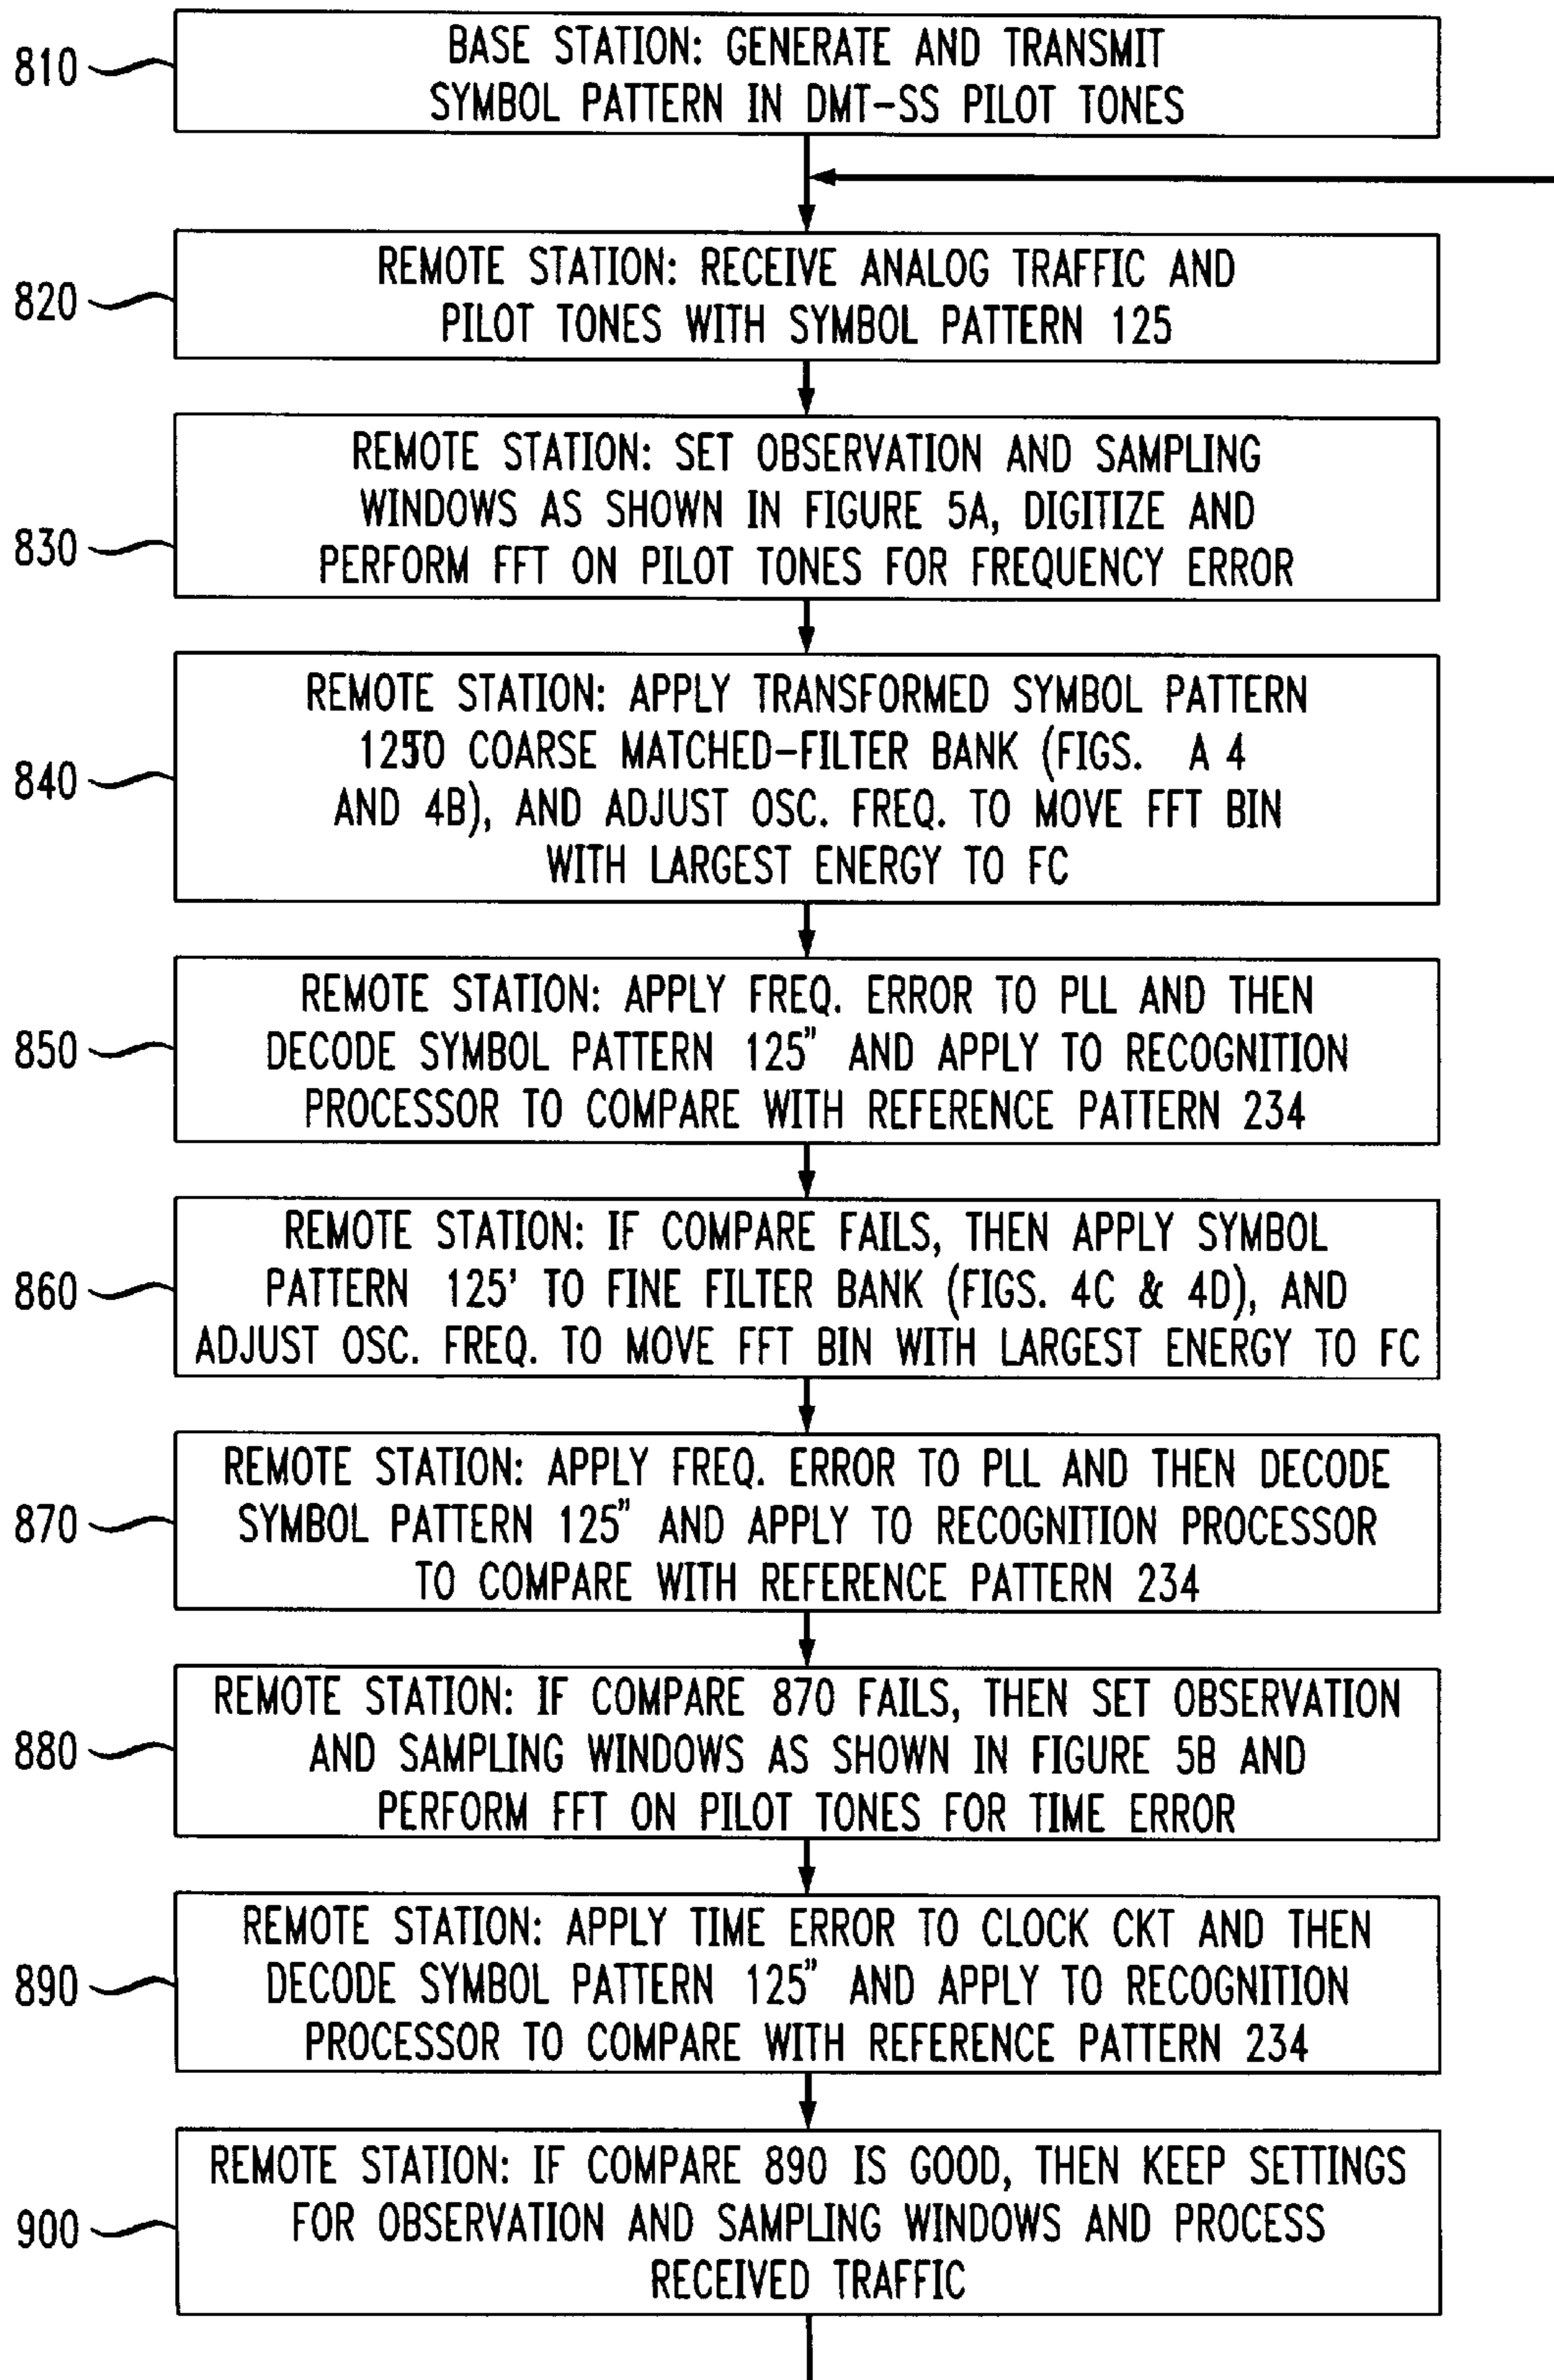 810
BASE STATION: GENERATE AND TRANSMIT
SYMBOL PATTERN IN DMT-SS PILOT TONES
820
REMOTE STATION: RECEIVE ANALOG TRAFFIC AND
PILOT TONES WITH SYMBOL PATTERN 125
830
REMOTE STATION: SET OBSERVATION AND SAMPLING
WINDOWS AS SHOWN IN FIGURE 5A, DIGITIZE AND
PERFORM FFT ON PILOT TONES FOR FREQUENCY ERROR
840
REMOTE STATION: APPLY TRANSFORMED SYMBOL PATTERN
COARSE MATCHED-FILTER BANK (FIGS. A 4
AND 4B), AND ADJUST OSC. FREQ. TO MOVE FFT BIN
WITH LARGEST ENERGY TO FC
850
REMOTE STATION: APPLY FREQ. ERROR TO PLL AND THEN
DECODE SYMBOL PATTERN 125" AND APPLY TO RECOGNITION
PROCESSOR TO COMPARE WITH REFERENCE PATTERN 234
860
REMOTE STATION: IF COMPARE FAILS, THEN APPLY SYMBOL
PATTERN 125' TO FINE FILTER BANK (FIGS. 4C & 4D), AND
ADJUST OSC. FREQ. TO MOVE FFT BIN WITH LARGEST ENERGY TO FC
870
REMOTE STATION: APPLY FREQ. ERROR TO PLL AND THEN DECODE
SYMBOL PATTERN 125" AND APPLY TO RECOGNITION PROCESSOR
TO COMPARE WITH REFERENCE PATTERN 234
880
REMOTE STATION: IF COMPARE 870 FAILS, THEN SET OBSERVATION
AND SAMPLING WINDOWS AS SHOWN IN FIGURE 5B AND
PERFORM FFT ON PILOT TONES FOR TIME ERROR
890
REMOTE STATION: APPLY TIME ERROR TO CLOCK CKT AND THEN
DECODE SYMBOL PATTERN 125" AND APPLY TO RECOGNITION
PROCESSOR TO COMPARE WITH REFERENCE PATTERN 234
900
REMOTE STATION: IF COMPARE 890 IS GOOD, THEN KEEP SETTINGS
FOR OBSERVATION AND SAMPLING WINDOWS AND PROCESS
RECEIVED TRAFFIC